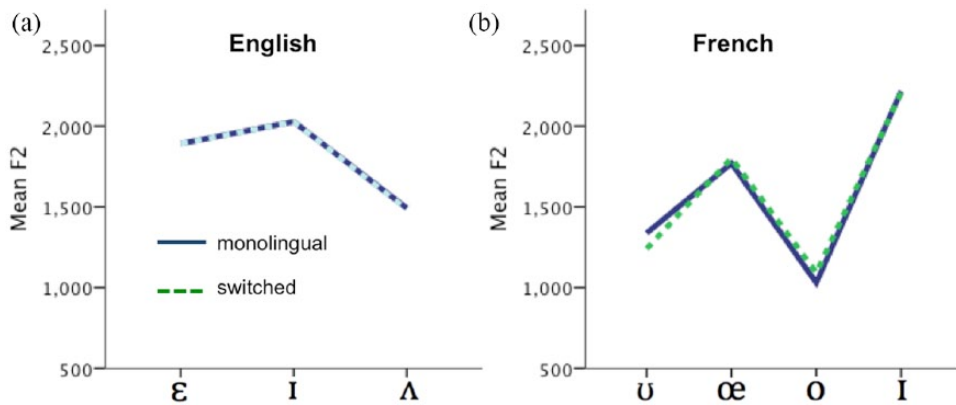 (a)
English
Mean F2
2,500
2,000
1,500
1,000
500
monolingual
switched
ɛ ɪ ʌ
(b)
French
Mean F2
2,500
2,000
1,500
1,000
500
ʊ œ o ɪ